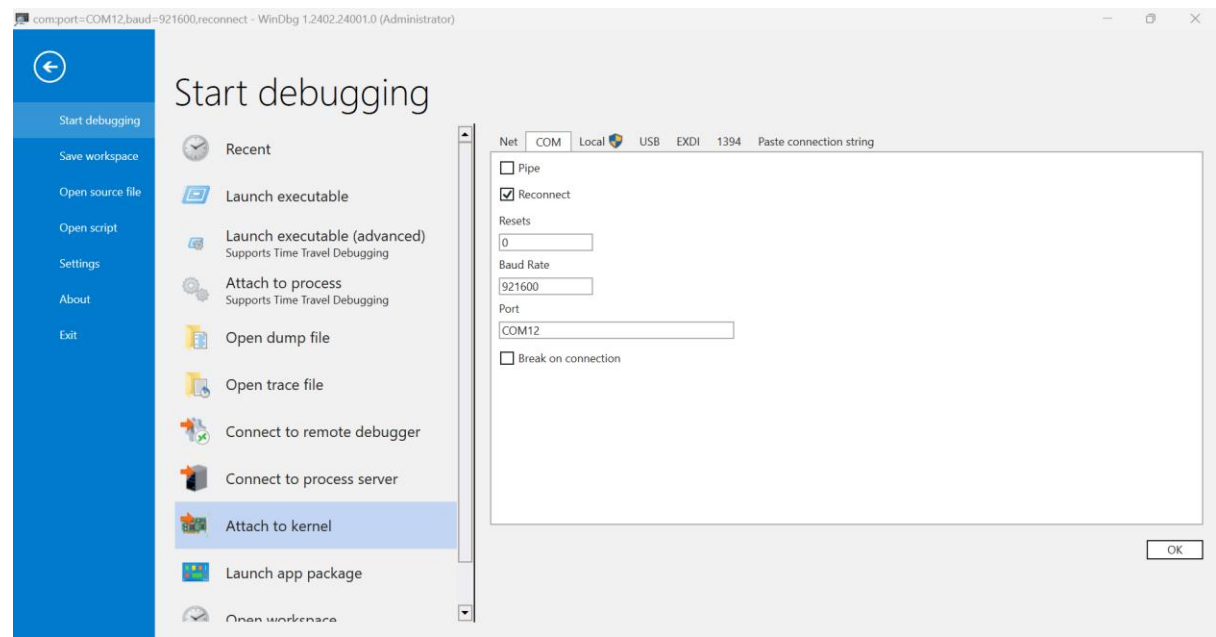 com:port=COM12,baud=921600,reconnect - WinDbg 1.2402.24001.0 (Administrator)
Start debugging
Save workspace
Open source file
Open script
Settings
About
Exit
Start debugging
Recent
Launch executable
Launch executable (advanced)
Supports Time Travel Debugging
Attach to process
Supports Time Travel Debugging
Open dump file
Open trace file
Connect to remote debugger
Connect to process server
Attach to kernel
Launch app package
Open workspace
Net COM Local USB EXDI 1394 Paste connection string
Pipe
Reconnect
Resets
0
Baud Rate
921600
Port
COM12
Break on connection
OK